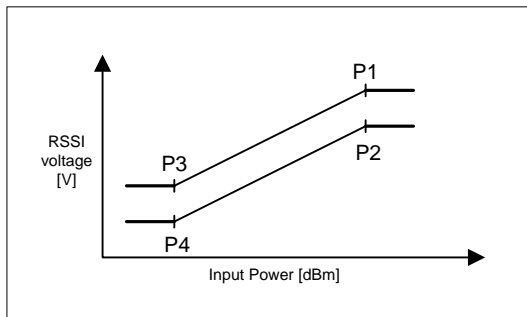 P1
RSSI
voltage
[V]
P3
P2
P4
Input Power [dBm]